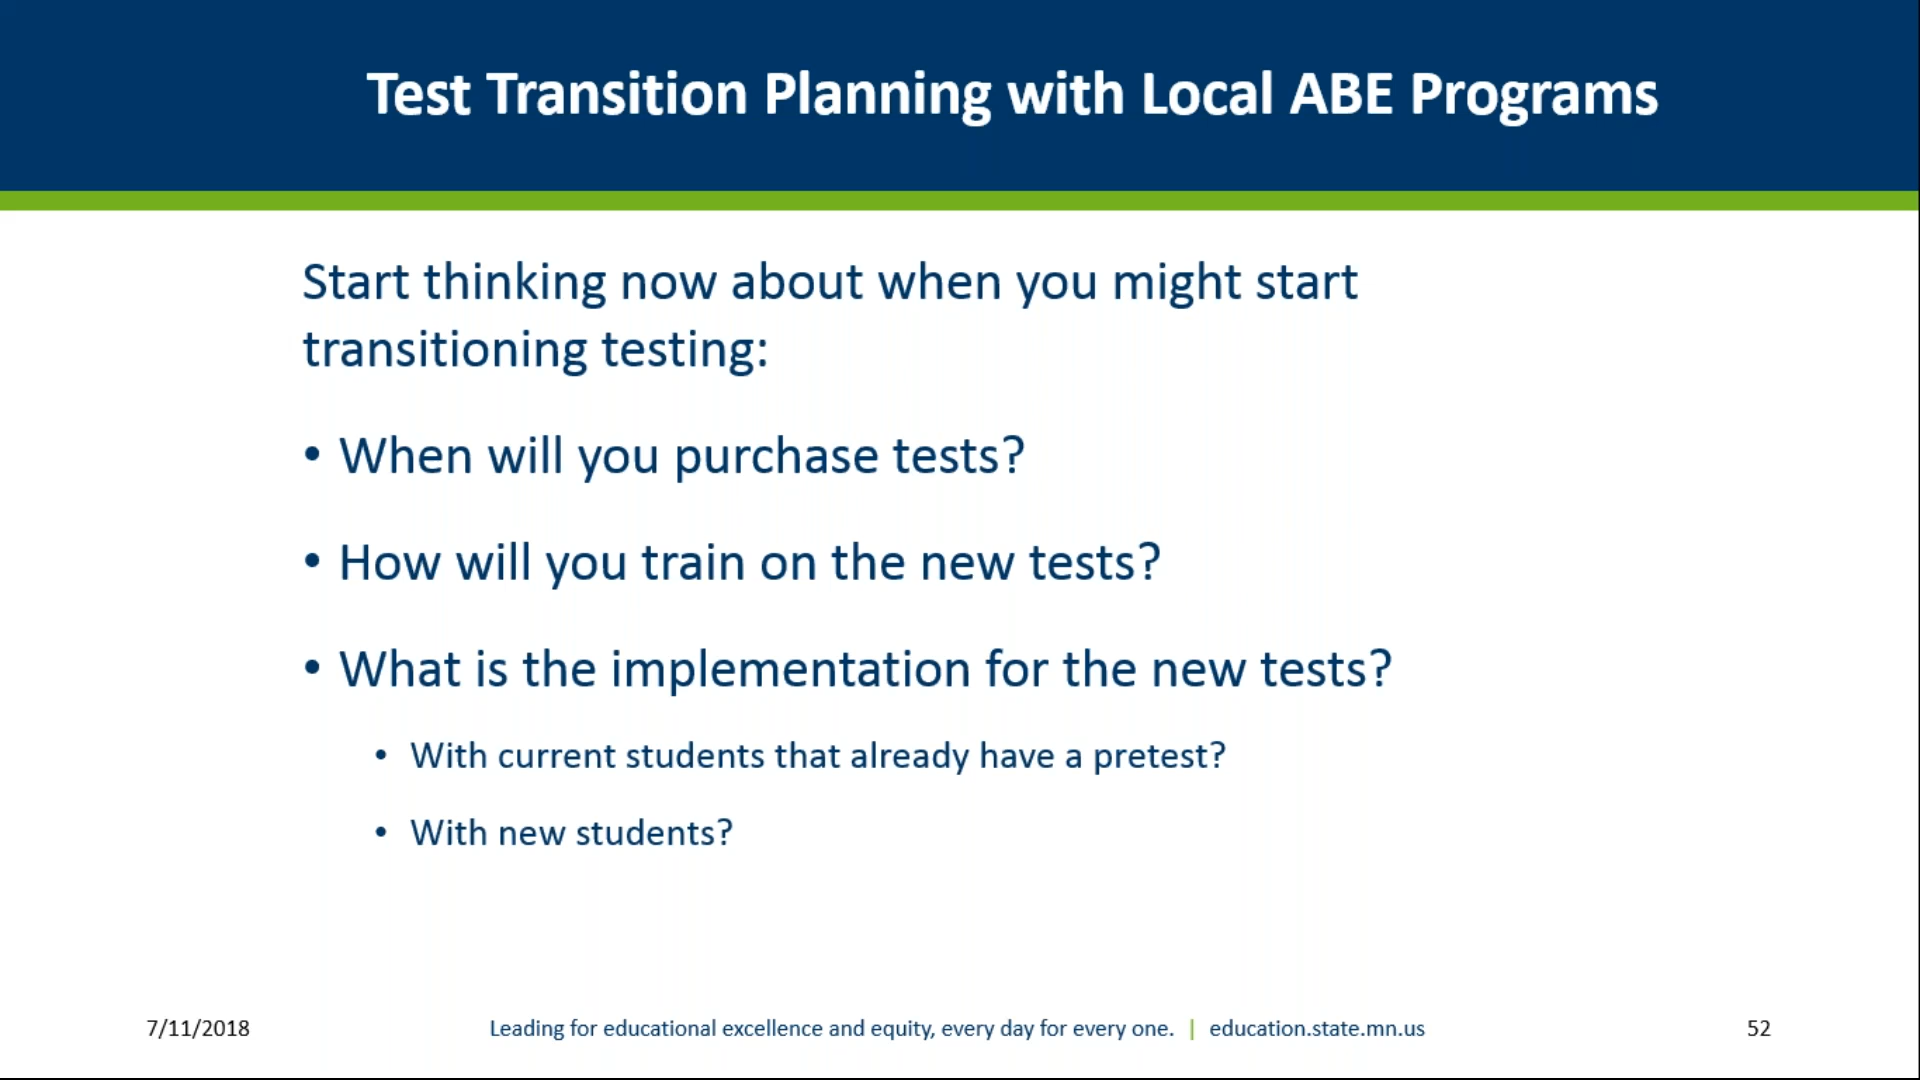 Test Transition Planning with Local ABE Programs
Start thinking now about when you might start
transitioning testing:
• When will you purchase tests?
• How will you train on the new tests?
• What is the implementation for the new tests?
• With current students that already have a pretest?
• With new students?
7/11/2018
Leading for educational excellence and equity, every day for every one. | education.state.mn.us
52